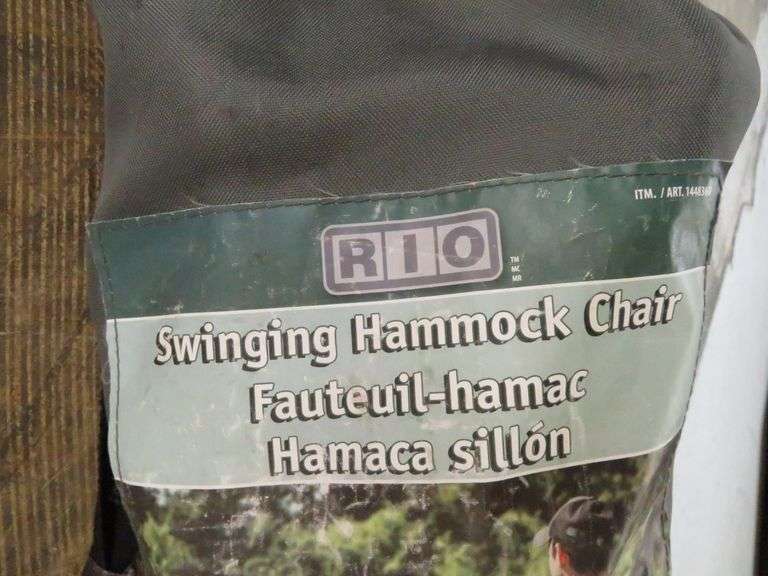 ITM. / ART.
RIO
TM
MC
MR
Swinging Hammock Chair
Fauteuil-hamac
Hamaca sillón